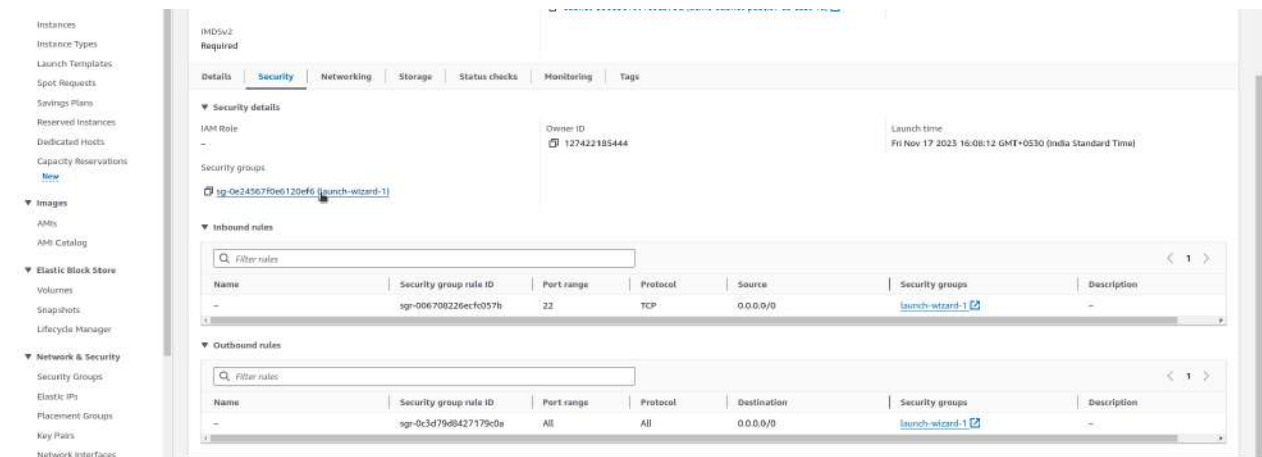 Instances
Instance Types
Launch Templates
Spot Requests
Savings Plans
Reserved Instances
Dedicated Hosts
Capacity Reservations
New
▼ Images
AMIs
AMI Catalog
▼ Elastic Block Store
Volumes
Snapshots
Lifecycle Manager
▼ Network & Security
Security Groups
Elastic IPs
Placement Groups
Key Pairs
Network Interfaces
IMDSv2
Required
Details Security Networking Storage Status checks Monitoring Tags
▼ Security details
IAM Role Owner ID Launch time
– 127422185444 Fri Nov 17 2023 16:08:12 GMT+0530 (India Standard Time)
Security groups
sg-0e24567f0e6120ef6 (launch-wizard-1)
▼ Inbound rules
Filter rules 1
Name Security group rule ID Port range Protocol Source Security groups Description
– sgr-006708226ecfc057b 22 TCP 0.0.0.0/0 launch-wizard-1 –
▼ Outbound rules
Filter rules 1
Name Security group rule ID Port range Protocol Destination Security groups Description
– sgr-0c3d79d8427179c0a All All 0.0.0.0/0 launch-wizard-1 –